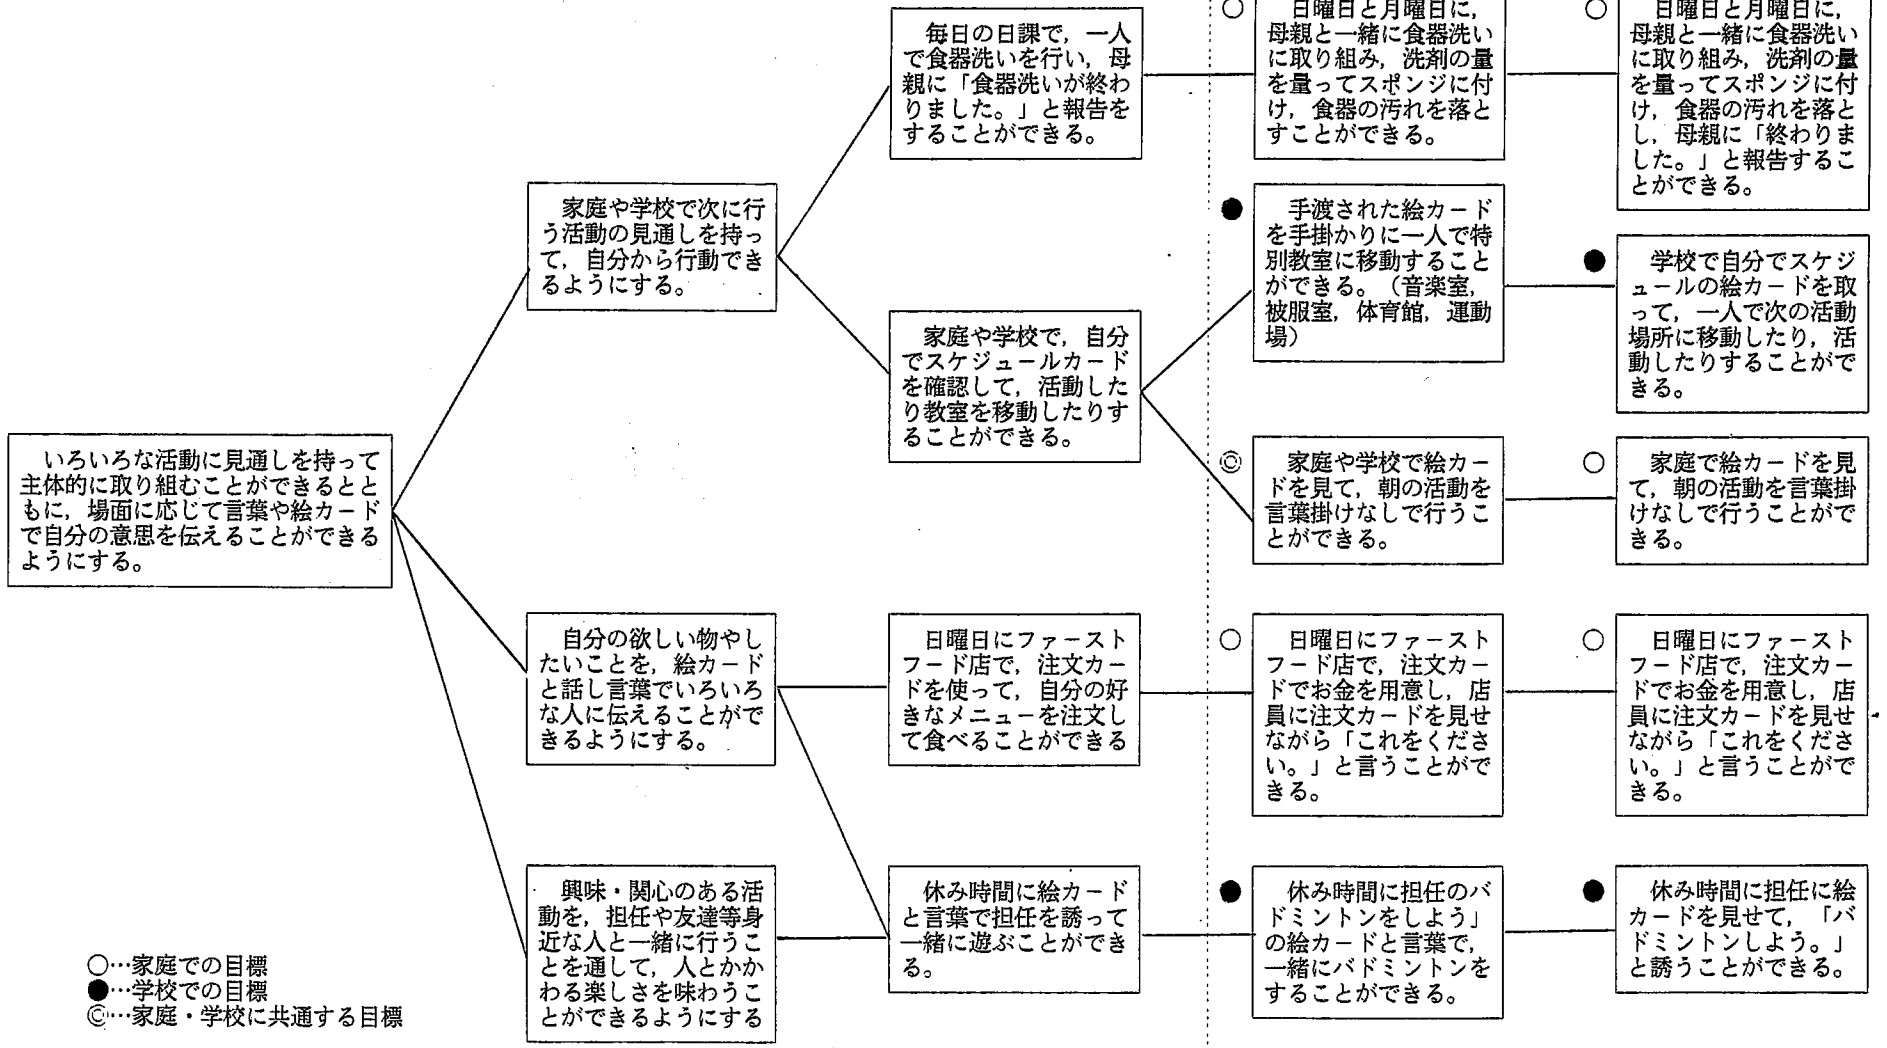 いろいろな活動に見通しを持って
主体的に取り組むことができるとと
もに，場面に応じて言葉や絵カード
で自分の意思を伝えることができる
ようにする。
家庭や学校で次に行
う活動の見通しを持っ
て，自分から行動でき
るようにする。
自分の欲しい物やし
たいことを，絵カード
と話し言葉でいろいろ
な人に伝えることがで
きるようにする。
興味・関心のある活
動を，担任や友達等身
近な人と一緒に行うこ
とを通して，人とかか
わる楽しさを味わうこ
とができるようにする
毎日の日課で，一人
で食器洗いを行い，母
親に「食器洗いが終わ
りました。」と報告を
することができる。
家庭や学校で，自分
でスケジュールカード
を確認して，活動した
り教室を移動したりす
ることができる。
日曜日にファースト
フード店で，注文カー
ドを使って，自分の好
きなメニューを注文し
て食べることができる
休み時間に絵カード
と言葉で担任を誘って
一緒に遊ぶことができ
る。
○
日曜日と月曜日に，
母親と一緒に食器洗い
に取り組み，洗剤の量
を量ってスポンジに付
け，食器の汚れを落と
すことができる。
●
手渡された絵カード
を手掛かりに一人で特
別教室に移動すること
ができる。（音楽室，
被服室，体育館，運動
場）
◎
家庭や学校で絵カー
ドを見て，朝の活動を
言葉掛けなしで行うこ
とができる。
○
日曜日にファースト
フード店で，注文カー
ドでお金を用意し，店
員に注文カードを見せ
ながら「これをくださ
い。」と言うことがで
きる。
●
休み時間に担任のバ
ドミントンをしよう」
の絵カードと言葉で，
一緒にバドミントンを
することができる。
○
日曜日と月曜日に，
母親と一緒に食器洗い
に取り組み，洗剤の量
を量ってスポンジに付
け，食器の汚れを落と
し，母親に「終わりま
した。」と報告するこ
とができる。
●
学校で自分でスケジ
ュールの絵カードを取
って，一人で次の活動
場所に移動したり，活
動したりすることがで
きる。
○
家庭で絵カードを見
て，朝の活動を言葉掛
けなしで行うことがで
きる。
○
日曜日にファースト
フード店で，注文カー
ドでお金を用意し，店
員に注文カードを見せ
ながら「これをくださ
い。」と言うことがで
きる。
●
休み時間に担任に絵
カードを見せて，「バ
ドミントンしよう。」
と誘うことができる。
○…家庭での目標
●…学校での目標
◎…家庭・学校に共通する目標